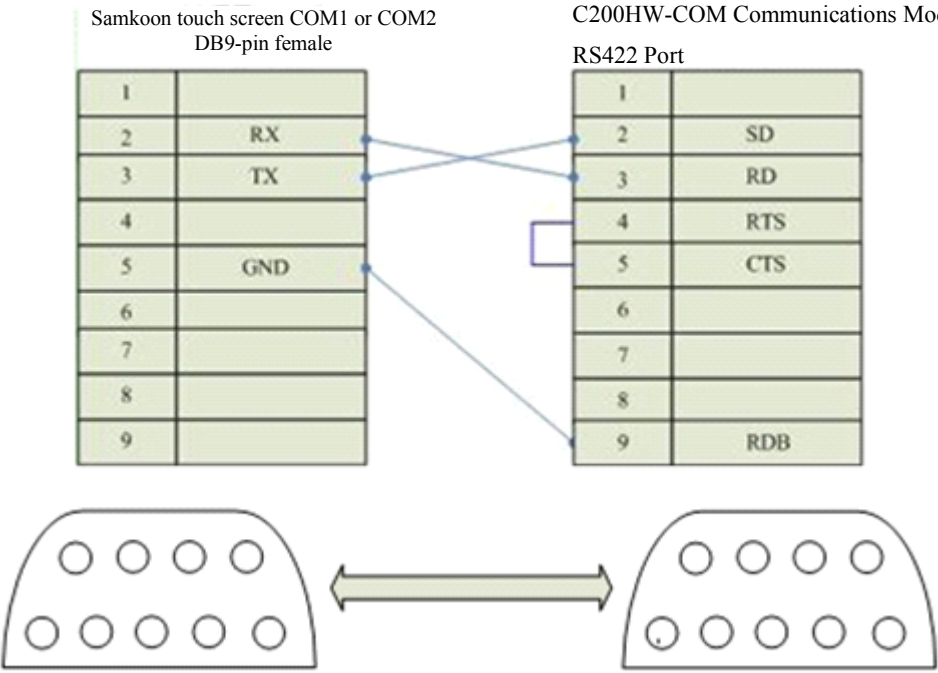 Samkoon touch screen COM1 or COM2
DB9-pin female
1
2 RX
3 TX
4
5 GND
6
7
8
9
C200HW-COM Communications Mo
RS422 Port
1
2 SD
3 RD
4 RTS
5 CTS
6
7
8
9 RDB